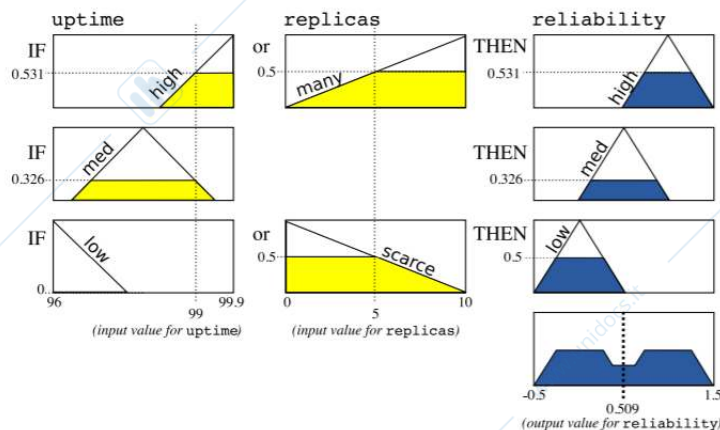 uptime replicas reliability
IF or THEN
0.531 high 0.5 many 0.531 high
IF THEN
0.326 med 0.326 med
IF or THEN
low 0.5 scarce 0.5 low
0
96 99 99.9 0 5 10
(input value for uptime) (input value for replicas)
-0.5 1.5
0.509
(output value for reliability)
unidocs.it